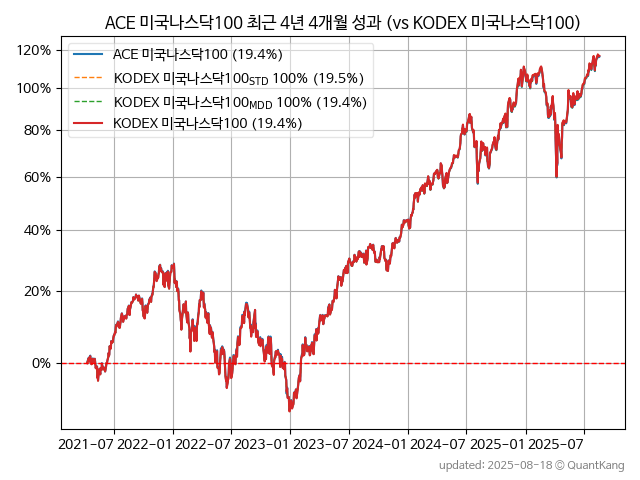 ACE 미국나스닥100 최근 4년 4개월 성과 (vs KODEX 미국나스닥100)
120%
100%
80%
60%
40%
20%
0%
ACE 미국나스닥100 (19.4%)
KODEX 미국나스닥100STD 100% (19.5%)
KODEX 미국나스닥100MDD 100% (19.4%)
KODEX 미국나스닥100 (19.4%)
2021-07 2022-01 2022-07 2023-01 2023-07 2024-01 2024-07 2025-01 2025-07
updated: 2025-08-18 © QuantKang